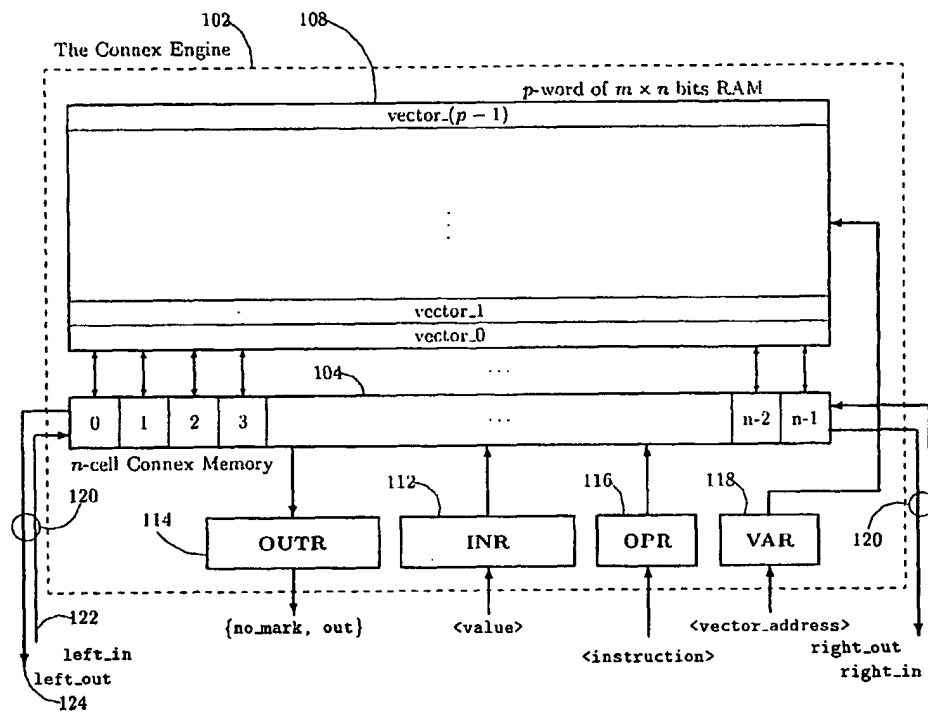 102
108
The Connex Engine
p-word of m × n bits RAM
vector_(p − 1)
⋮
vector_1
vector_0
...
104
0 1 2 3 ... n-2 n-1
n-cell Connex Memory
120
114
112
116
118
120
OUTR
INR
OPR
VAR
122
{no_mark, out}
<value>
<instruction>
<vector_address>
left_in
left_out
right_out
right_in
124